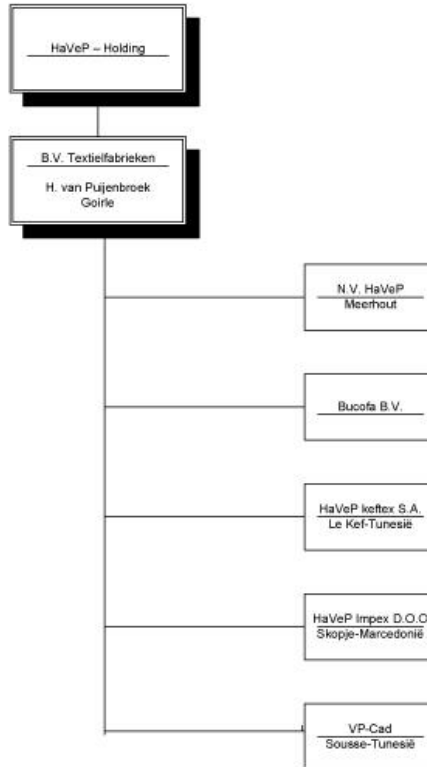 HaVeP – Holding
B.V. Textielfabrieken
H. van Puijenbroek
Goirle
N.V. HaVeP
Meerhout
Bucofa B.V.
HaVeP keftex S.A.
Le Kef-Tunesië
HaVeP Impex D.O.O
Skopje-Marcedonië
VP-Cad
Sousse-Tunesië